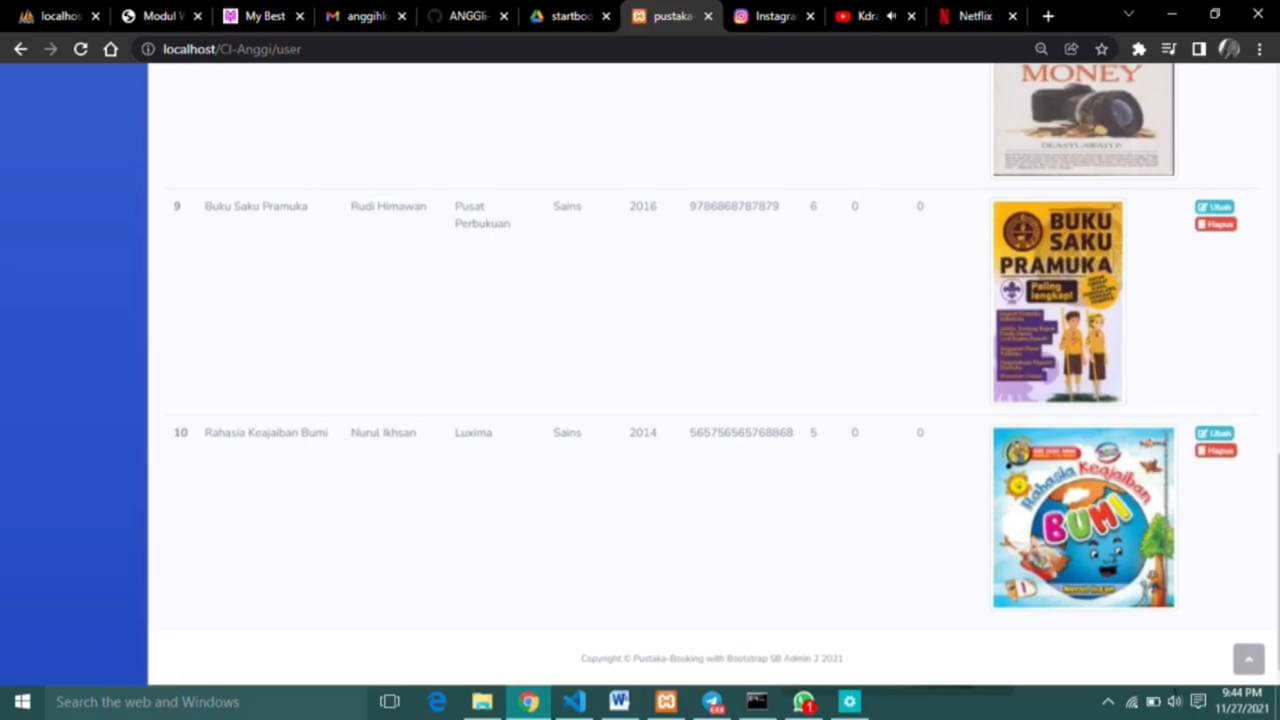 localhos
Modul V
My Best
anggihk
ANGGIi-
startboo
pustaka-
Instagra
Kdra
Netflix
localhost/CI-Anggi/user
MONEY
9 Buku Saku Pramuka Rudi Himawan Pusat Perbukuan Sains 2016 9786868787879 6 0 0
Ubah
Hapus
BUKU
SAKU
PRAMUKA
Paling
lengkap!
10 Rahasia Keajaiban Bumi Nurul Ikhsan Luxima Sains 2014 565756565768868 5 0 0
Ubah
Hapus
Rahasia Keajaiban
BUMI
1
Copyright © Pustaka-Booking with Bootstrap SB Admin 2 2021
Search the web and Windows
9:44 PM
11/27/2021